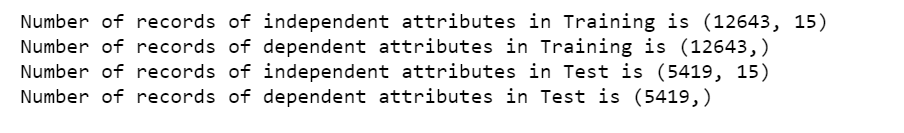 Number of records of independent attributes in Training is (12643, 15)
Number of records of dependent attributes in Training is (12643,)
Number of records of independent attributes in Test is (5419, 15)
Number of records of dependent attributes in Test is (5419,)